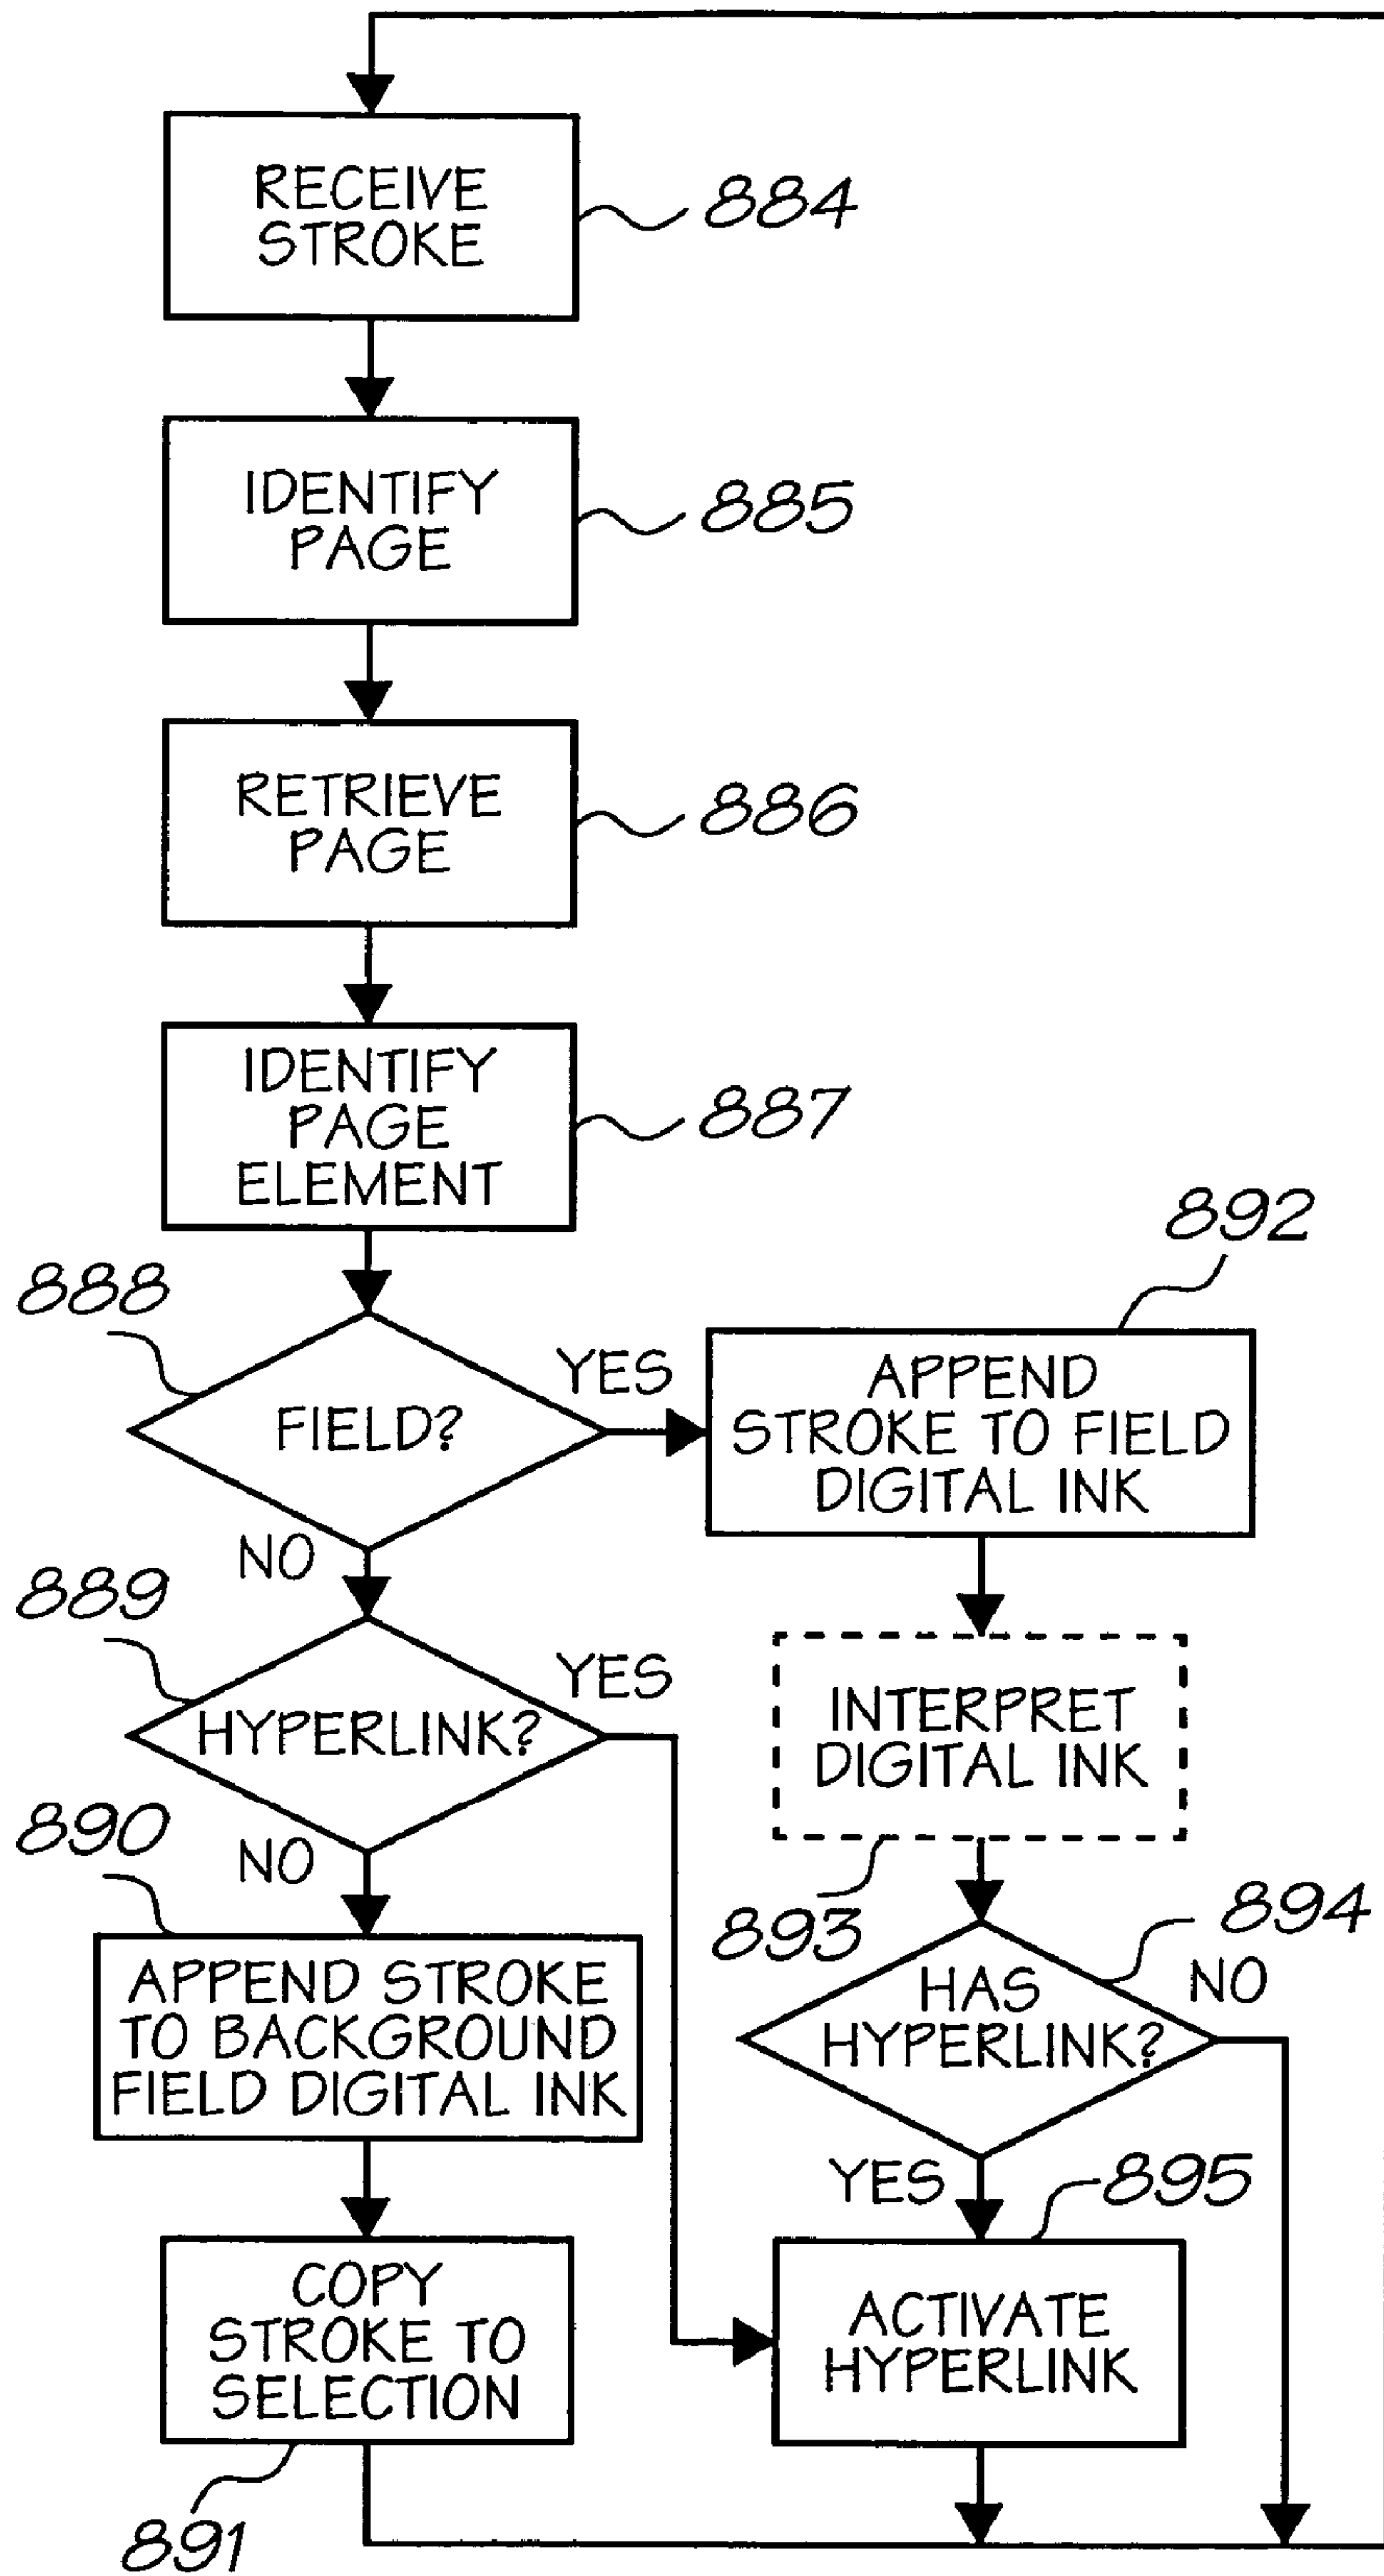 RECEIVE
STROKE
884
IDENTIFY
PAGE
885
RETRIEVE
PAGE
886
IDENTIFY
PAGE
ELEMENT
887
888
FIELD?
YES
NO
892
APPEND
STROKE TO FIELD
DIGITAL INK
889
HYPERLINK?
YES
NO
INTERPRET
DIGITAL INK
893
890
APPEND STROKE
TO BACKGROUND
FIELD DIGITAL INK
894
HAS
HYPERLINK?
NO
YES
895
COPY
STROKE TO
SELECTION
891
ACTIVATE
HYPERLINK